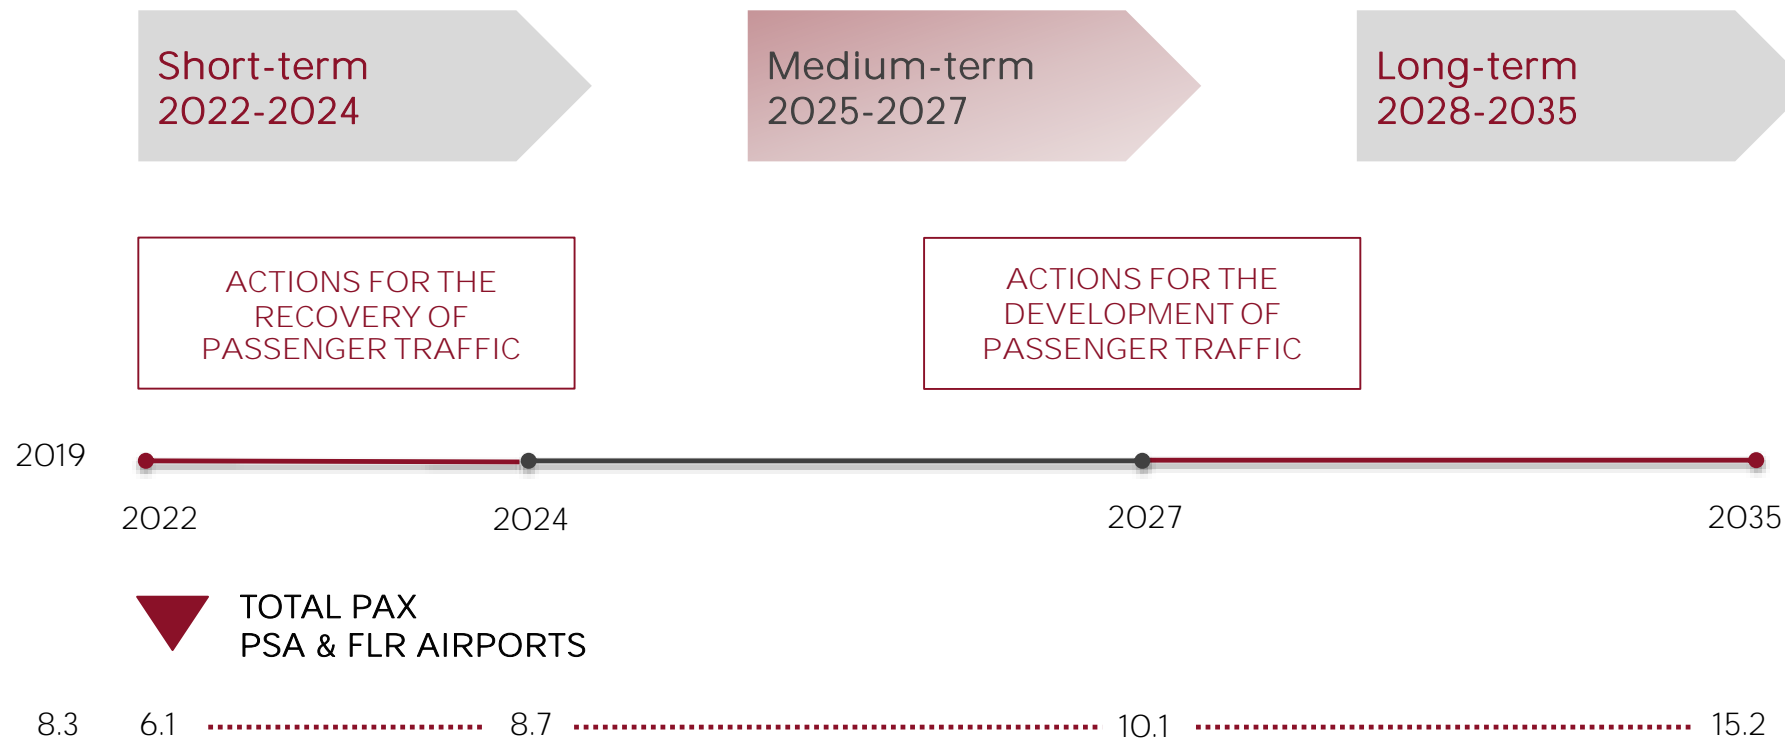 Short-term
2022-2024
Medium-term
2025-2027
Long-term
2028-2035
ACTIONS FOR THE
RECOVERY OF
PASSENGER TRAFFIC
ACTIONS FOR THE
DEVELOPMENT OF
PASSENGER TRAFFIC
2019
2022
2024
2027
2035
TOTAL PAX
PSA & FLR AIRPORTS
8.3
6.1
8.7
10.1
15.2